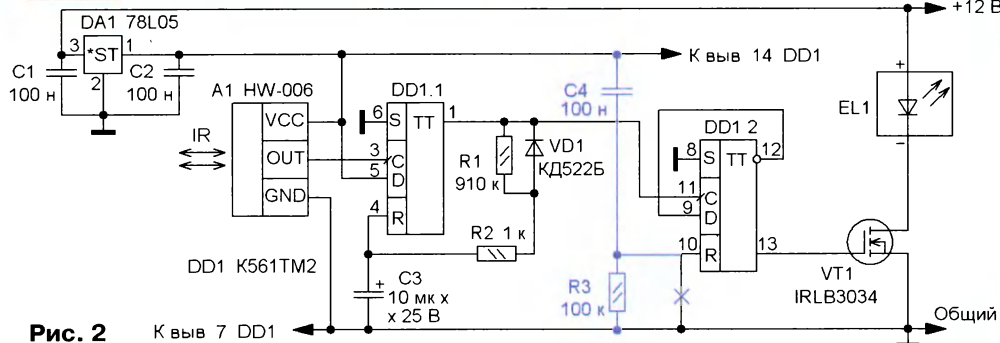 +12 В
DA1 78L05
3
*ST
1
2
C1
100 н
C2
100 н
К выв 14 DD1
A1 HW-006
VCC
OUT
GND
IR
DD1.1
6
S
TT
1
3
C
5
D
4
R
R1
910 к
VD1
КД522Б
R2 1 к
C3
+
10 мк х
х 25 В
C4
100 н
R3
100 к
DD1 2
8
S
TT
12
11
C
9
D
10
R
13
+
EL1
–
VT1
IRLB3034
DD1 К561ТМ2
Рис. 2
К выв 7 DD1
Общий